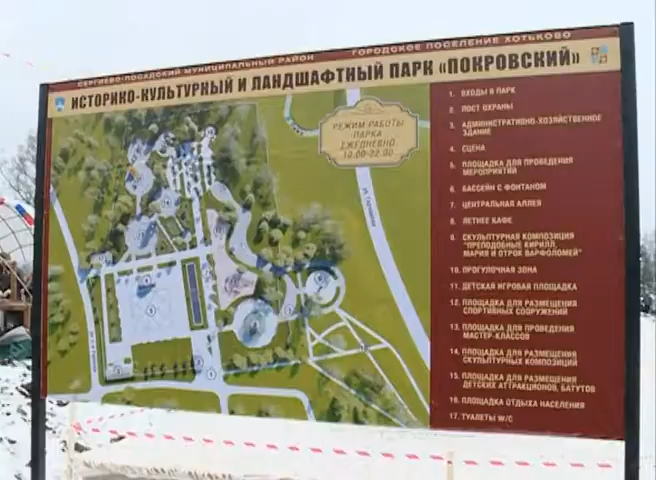 СЕРГИЕВО-ПОСАДСКИЙ МУНИЦИПАЛЬНЫЙ РАЙОН ГОРОДСКОЕ ПОСЕЛЕНИЕ ХОТЬКОВО
ИСТОРИКО-КУЛЬТУРНЫЙ И ЛАНДШАФТНЫЙ ПАРК «ПОКРОВСКИЙ»
РЕЖИМ РАБОТЫ
ПАРКА
ЕЖЕДНЕВНО
10.00-22.00
1. ВХОДЫ В ПАРК
2. ПОСТ ОХРАНЫ
3. АДМИНИСТРАТИВНО-ХОЗЯЙСТВЕННОЕ
ЗДАНИЕ
4. СЦЕНА
5. ПЛОЩАДКА ДЛЯ ПРОВЕДЕНИЯ
МЕРОПРИЯТИЙ
6. БАССЕЙН С ФОНТАНОМ
7. ЦЕНТРАЛЬНАЯ АЛЛЕЯ
8. ЛЕТНЕЕ КАФЕ
9. СКУЛЬПТУРНАЯ КОМПОЗИЦИЯ
"ПРЕПОДОБНЫЕ КИРИЛЛ,
МАРИЯ И ОТРОК ВАРФОЛОМЕЙ"
10. ПРОГУЛОЧНАЯ ЗОНА
11. ДЕТСКАЯ ИГРОВАЯ ПЛОЩАДКА
12. ПЛОЩАДКА ДЛЯ РАЗМЕЩЕНИЯ
СПОРТИВНЫХ СООРУЖЕНИЙ
13. ПЛОЩАДКА ДЛЯ ПРОВЕДЕНИЯ
МАСТЕР-КЛАССОВ
14. ПЛОЩАДКА ДЛЯ РАЗМЕЩЕНИЯ
СКУЛЬПТУРНЫХ КОМПОЗИЦИЙ
15. ПЛОЩАДКА ДЛЯ РАЗМЕЩЕНИЯ
ДЕТСКИХ АТТРАКЦИОНОВ, БАТУТОВ
16. ПЛОЩАДКА ОТДЫХА НАСЕЛЕНИЯ
17. ТУАЛЕТЫ W/C